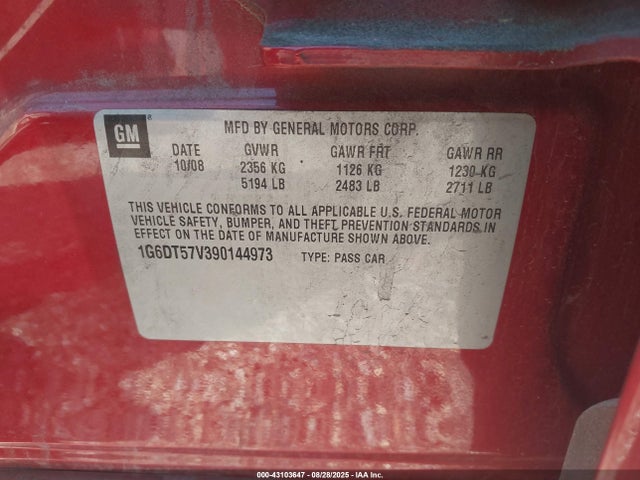 GM ®
MFD BY GENERAL MOTORS CORP.
DATE GVWR GAWR FRT GAWR RR
10/08 2356 KG 1126 KG 1230 KG
5194 LB 2483 LB 2711 LB
THIS VEHICLE CONFORMS TO ALL APPLICABLE U.S. FEDERAL MOTOR
VEHICLE SAFETY, BUMPER, AND THEFT PREVENTION STANDARDS IN
EFFECT ON THE DATE OF MANUFACTURE SHOWN ABOVE.
1G6DT57V390144973 TYPE: PASS CAR
000-43103647 - 08/28/2025 - IAA Inc.